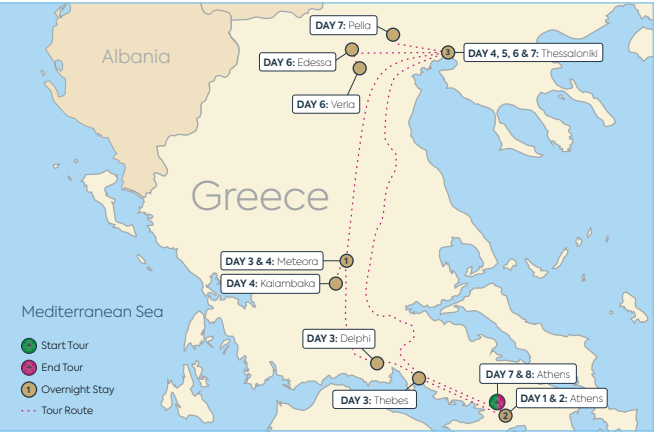 DAY 7: Pella
Albania
DAY 4, 5, 6 & 7: Thessaloniki
3
DAY 6: Edessa
DAY 6: Veria
Greece
DAY 3 & 4: Meteora
1
DAY 4: Kalambaka
Mediterranean Sea
DAY 3: Delphi
Start Tour
End Tour
DAY 7 & 8: Athens
1
Overnight Stay
DAY 3: Thebes
DAY 1 & 2: Athens
Tour Route
2